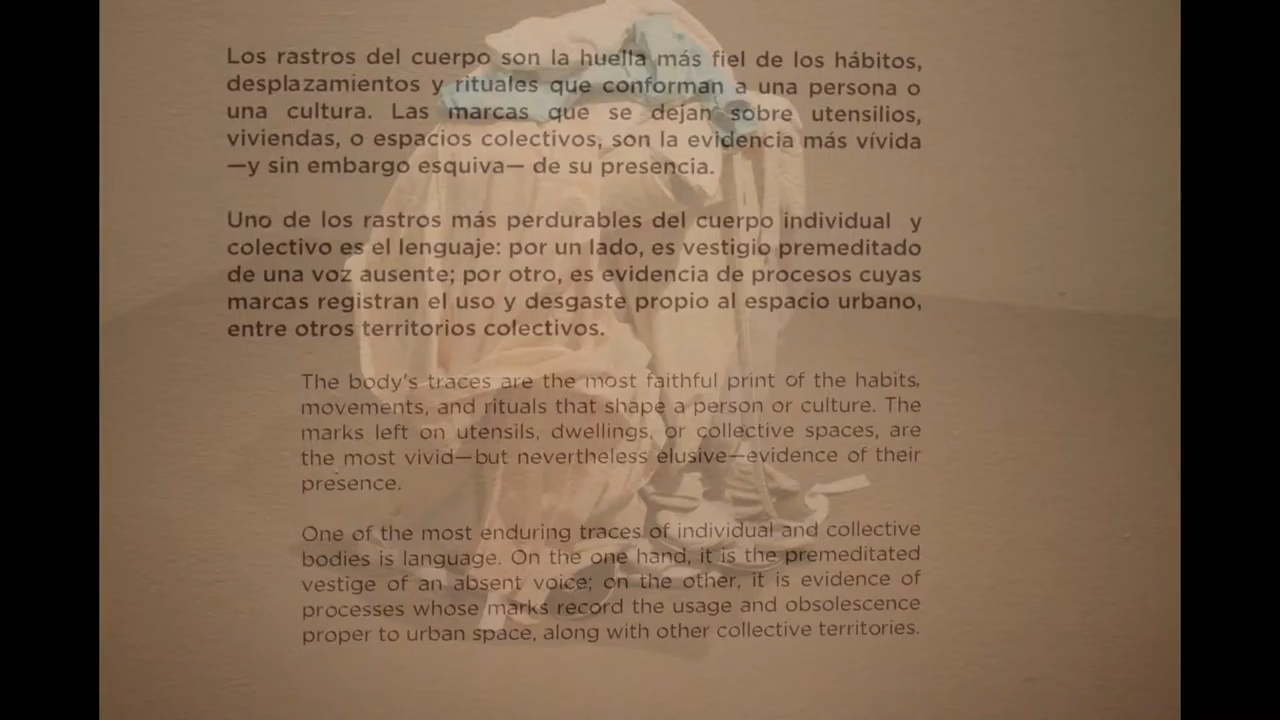 Los rastros del cuerpo son la huella más fiel de los hábitos,
desplazamientos y rituales que conforman a una persona o
una cultura. Las marcas que se dejan sobre utensilios,
viviendas, o espacios colectivos, son la evidencia más vívida
—y sin embargo esquiva— de su presencia.
Uno de los rastros más perdurables del cuerpo individual y
colectivo es el lenguaje: por un lado, es vestigio premeditado
de una voz ausente; por otro, es evidencia de procesos cuyas
marcas registran el uso y desgaste propio al espacio urbano,
entre otros territorios colectivos.
The body's traces are the most faithful print of the habits,
movements, and rituals that shape a person or culture. The
marks left on utensils, dwellings, or collective spaces, are
the most vivid—but nevertheless elusive—evidence of their
presence.
One of the most enduring traces of individual and collective
bodies is language. On the one hand, it is the premeditated
vestige of an absent voice; on the other, it is evidence of
processes whose marks record the usage and obsolescence
proper to urban space, along with other collective territories.